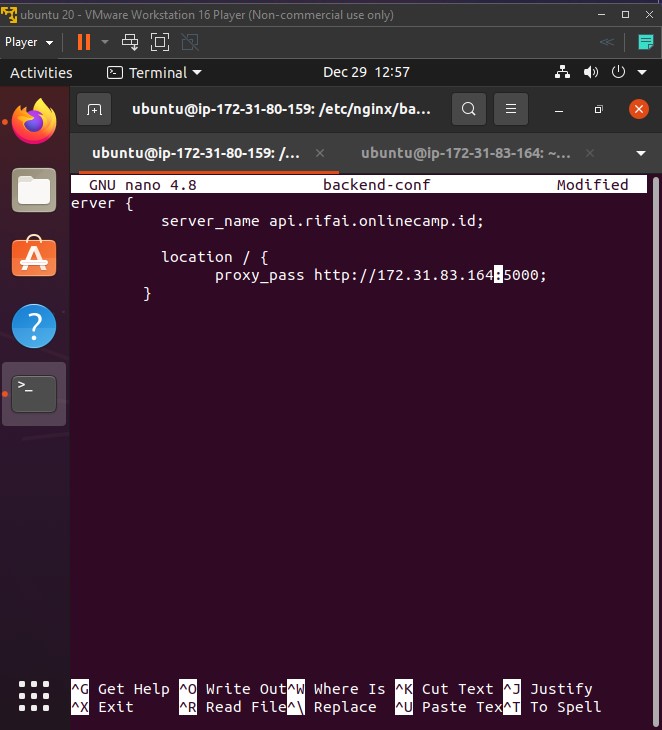 ubuntu 20 - VMware Workstation 16 Player (Non-commercial use only)
Player
Activities
Terminal
Dec 29 12:57
ubuntu@ip-172-31-80-159: /etc/nginx/ba...
ubuntu@ip-172-31-80-159: /...
ubuntu@ip-172-31-83-164: ~...
GNU nano 4.8 backend-conf Modified
erver {
server_name api.rifai.onlinecamp.id;
location / {
proxy_pass http://172.31.83.164:5000;
}
^G Get Help ^O Write Out ^W Where Is ^K Cut Text ^J Justify
^X Exit ^R Read File ^\ Replace ^U Paste Tex ^T To Spell